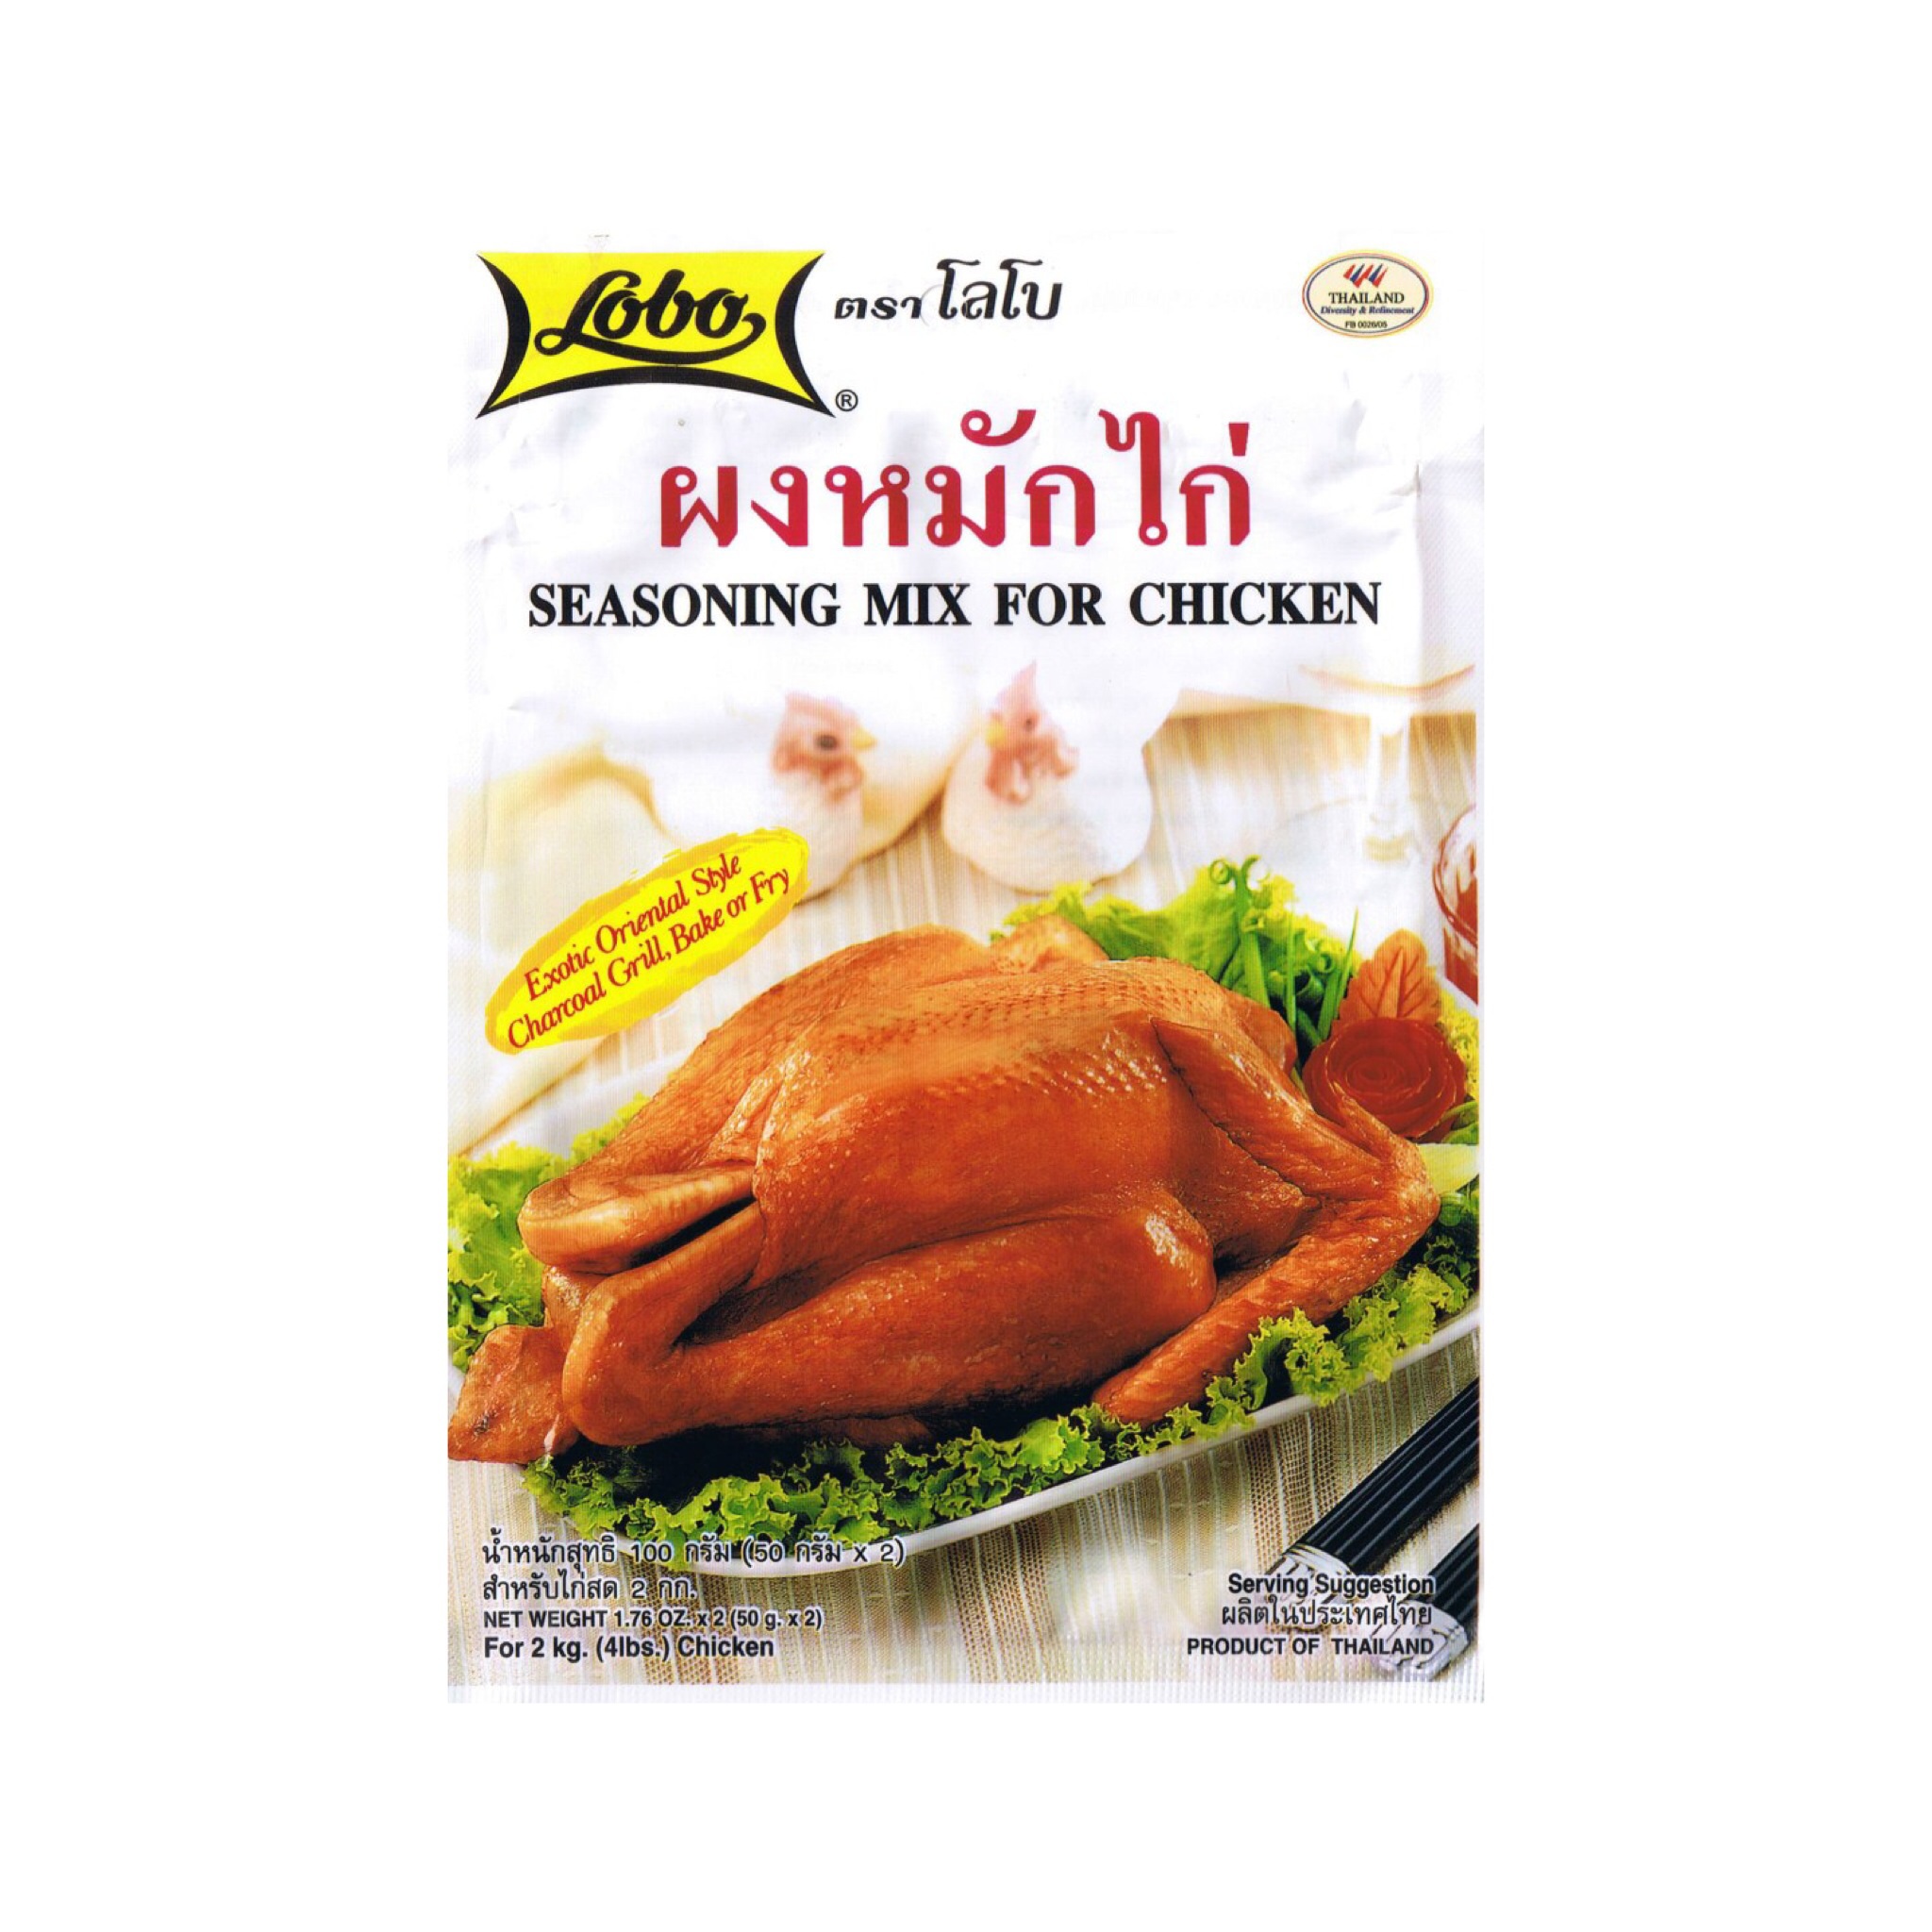 Lobo
®
ตรา โลโบ
THAILAND
Diversity & Refinement
FB 0026/05
ผงหมักไก่
SEASONING MIX FOR CHICKEN
Exotic Oriental Style
Charcoal Grill, Bake or Fry
น้ำหนักสุทธิ 100 กรัม (50 กรัม x 2)
สำหรับไก่สด 2 กก.
NET WEIGHT 1.76 OZ. x 2 (50 g. x 2)
For 2 kg. (4lbs.) Chicken
Serving Suggestion
ผลิตในประเทศไทย
PRODUCT OF THAILAND